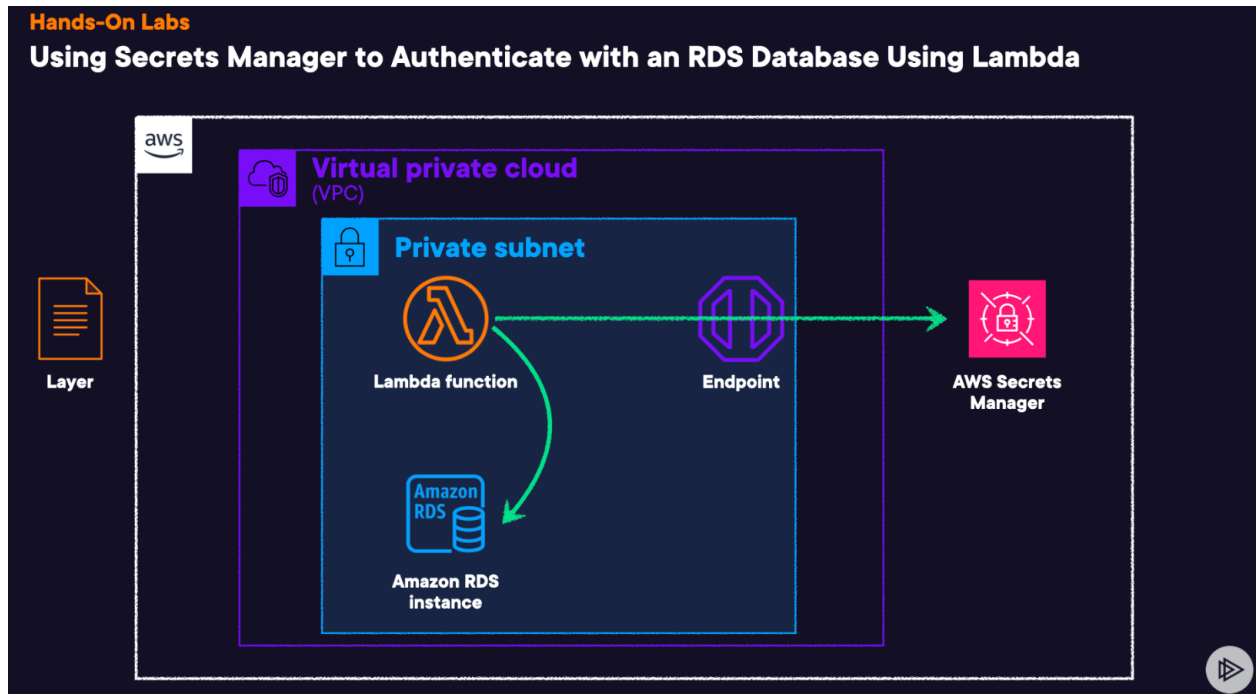 Hands-On Labs
Using Secrets Manager to Authenticate with an RDS Database Using Lambda
aws
Virtual private cloud
(VPC)
Private subnet
Layer
Lambda function
Endpoint
AWS Secrets
Manager
Amazon
RDS
Amazon RDS
instance